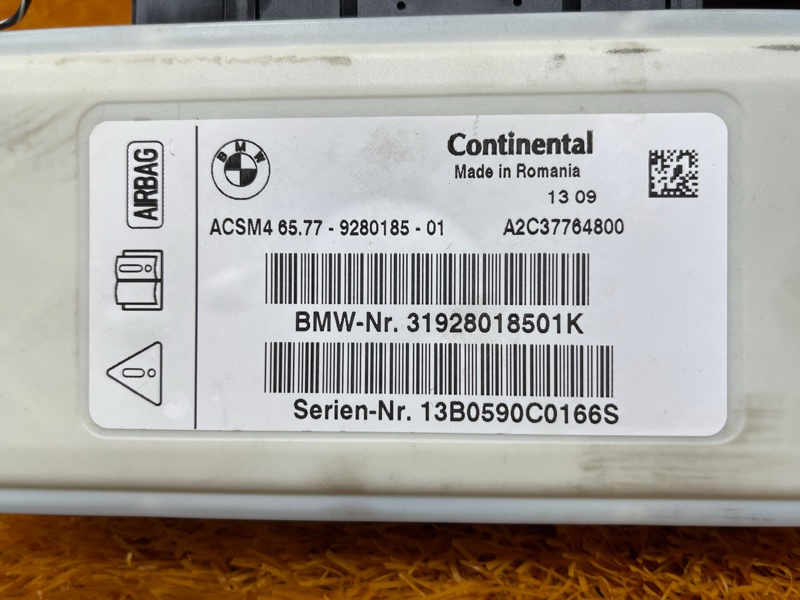 AIRBAG
BMW
Continental
Made in Romania
13 09
ACSM4 65.77 - 9280185 - 01 A2C37764800
BMW-Nr. 31928018501K
Serien-Nr. 13B0590C0166S